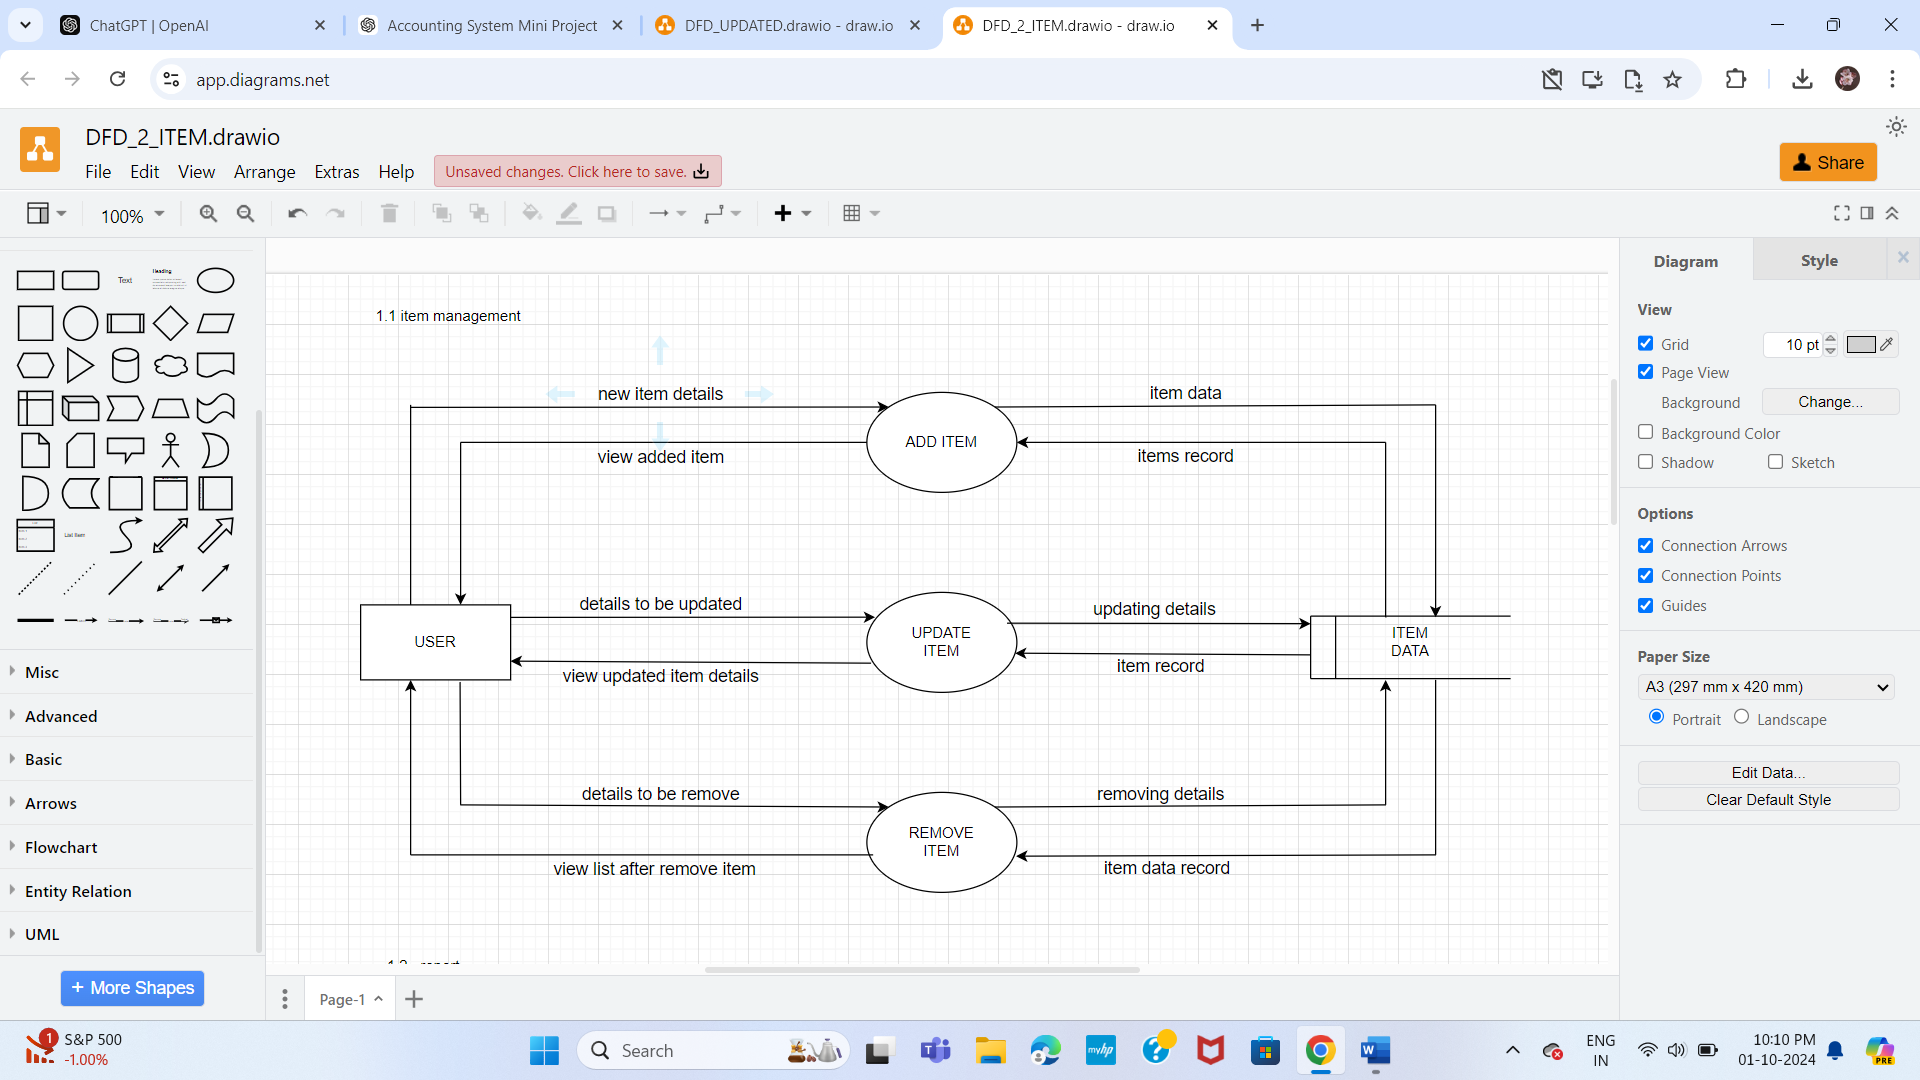 ChatGPT | OpenAI
Accounting System Mini Project
DFD_UPDATED.drawio - draw.io
DFD_2_ITEM.drawio - draw.io
app.diagrams.net
DFD_2_ITEM.drawio
File Edit View Arrange Extras Help
Unsaved changes. Click here to save.
Share
100%
Text
Heading
List Item
Misc
Advanced
Basic
Arrows
Flowchart
Entity Relation
UML
+ More Shapes
1.1 item management
new item details
item data
ADD ITEM
view added item
items record
details to be updated
updating details
USER
UPDATE
ITEM
ITEM
DATA
view updated item details
item record
details to be remove
removing details
REMOVE
ITEM
view list after remove item
item data record
Page-1
Diagram
Style
View
Grid
10 pt
Page View
Background
Change...
Background Color
Shadow
Sketch
Options
Connection Arrows
Connection Points
Guides
Paper Size
A3 (297 mm x 420 mm)
Portrait
Landscape
Edit Data...
Clear Default Style
1
S&P 500
-1.00%
Search
myhp
PRE
ENG
IN
10:10 PM
01-10-2024